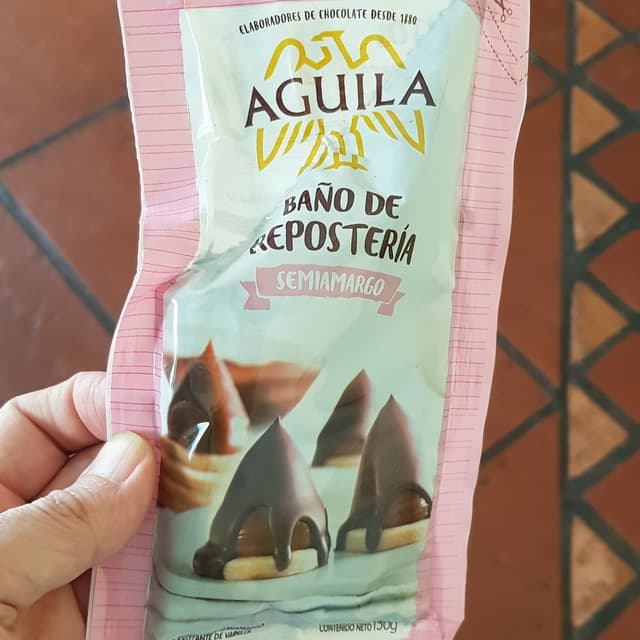 ELABORADORES DE CHOCOLATE DESDE 1880
AGUILA
BAÑO DE
REPOSTERÍA
SEMIAMARGO
CONTENIDO NETO 150g